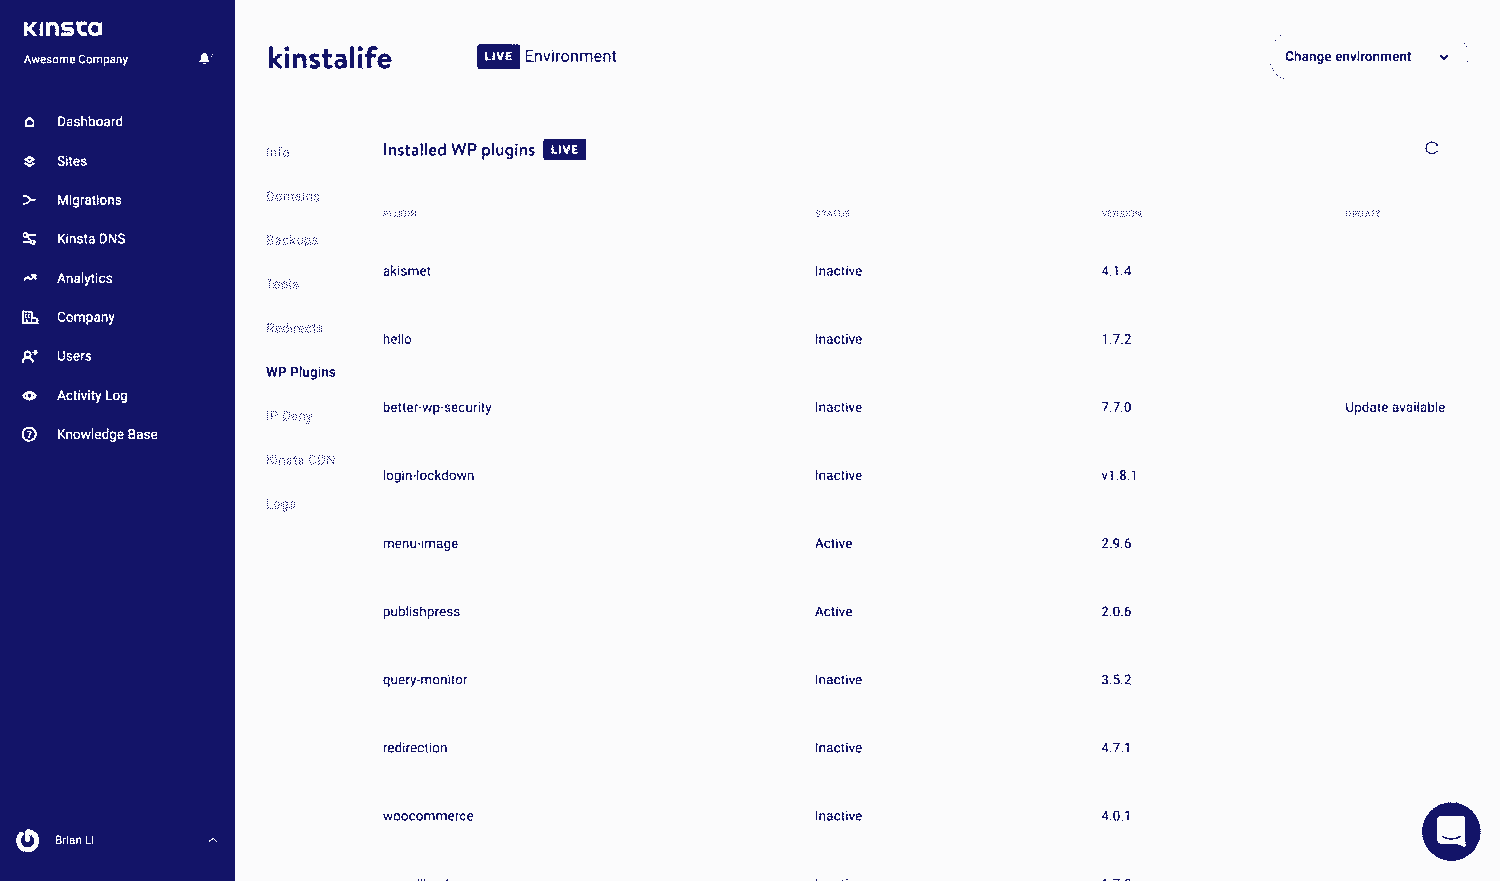 Kinsta
Awesome Company
Dashboard
Sites
Migrations
Kinsta DNS
Analytics
Company
Users
Activity Log
Knowledge Base
Brian Li
kinstalife LIVE Environment
Change environment
Info
Domains
Backups
Tools
Redirects
WP Plugins
IP Deny
Kinsta CDN
Logs
Installed WP plugins LIVE
PLUGIN STATUS VERSION UPDATE
akismet Inactive 4.1.4
hello Inactive 1.7.2
better-wp-security Inactive 7.7.0 Update available
login-lockdown Inactive v1.8.1
menu-image Active 2.9.6
publishpress Active 2.0.6
query-monitor Inactive 3.5.2
redirection Inactive 4.7.1
woocommerce Inactive 4.0.1